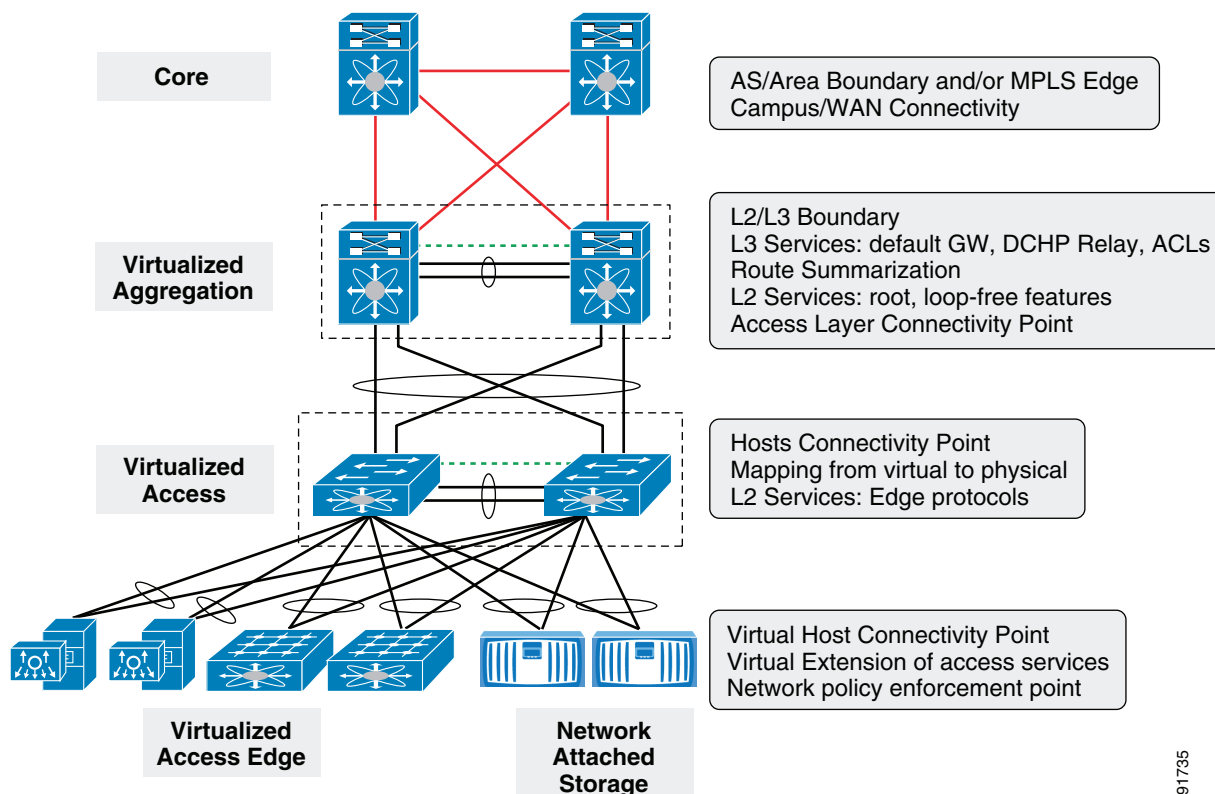 Core
AS/Area Boundary and/or MPLS Edge
Campus/WAN Connectivity
Virtualized
Aggregation
L2/L3 Boundary
L3 Services: default GW, DCHP Relay, ACLs
Route Summarization
L2 Services: root, loop-free features
Access Layer Connectivity Point
Virtualized
Access
Hosts Connectivity Point
Mapping from virtual to physical
L2 Services: Edge protocols
Virtual Host Connectivity Point
Virtual Extension of access services
Network policy enforcement point
Virtualized
Access Edge
Network
Attached
Storage
91735